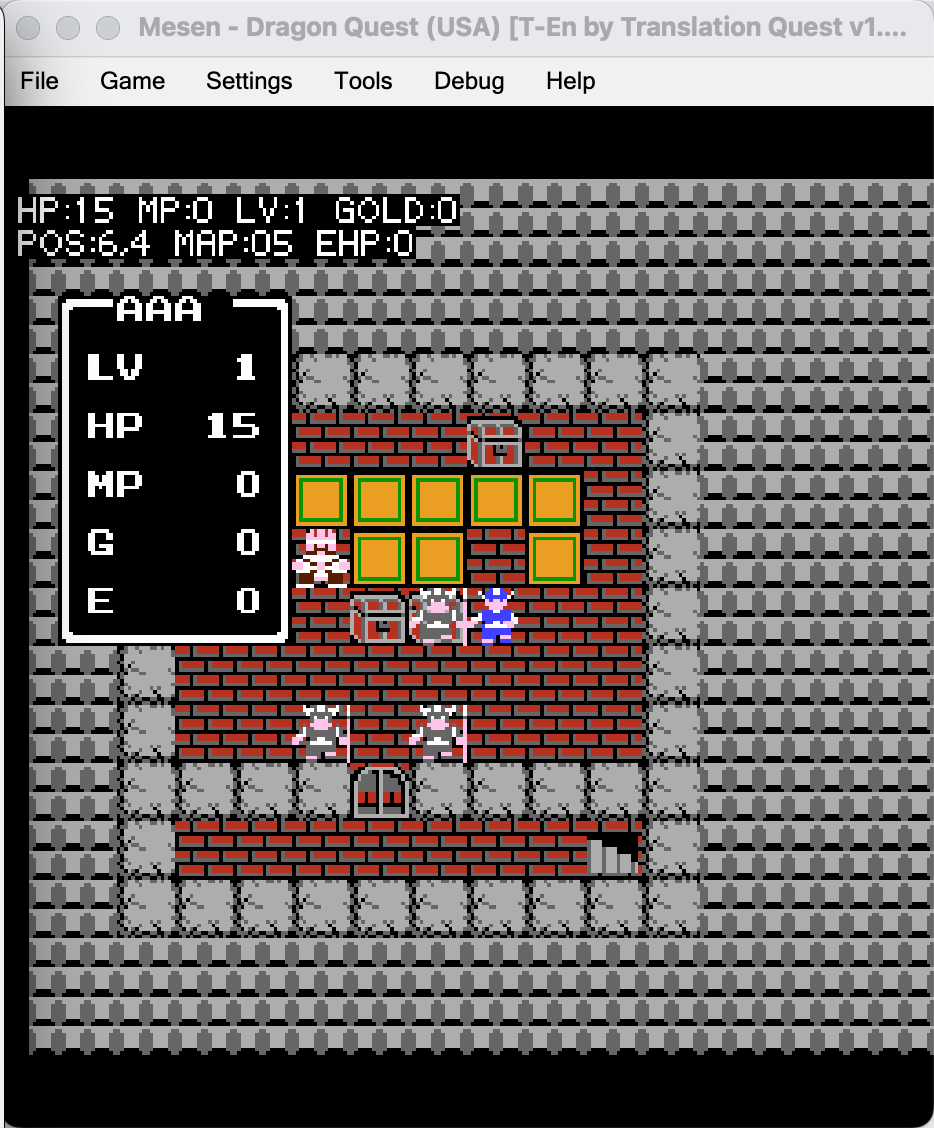 Mesen - Dragon Quest (USA) [T-En by Translation Quest v1....
File Game Settings Tools Debug Help
HP:15 MP:0 LV:1 GOLD:0
POS:6,4 MAP:05 EHP:0
AAA
LV 1
HP 15
MP 0
G 0
E 0